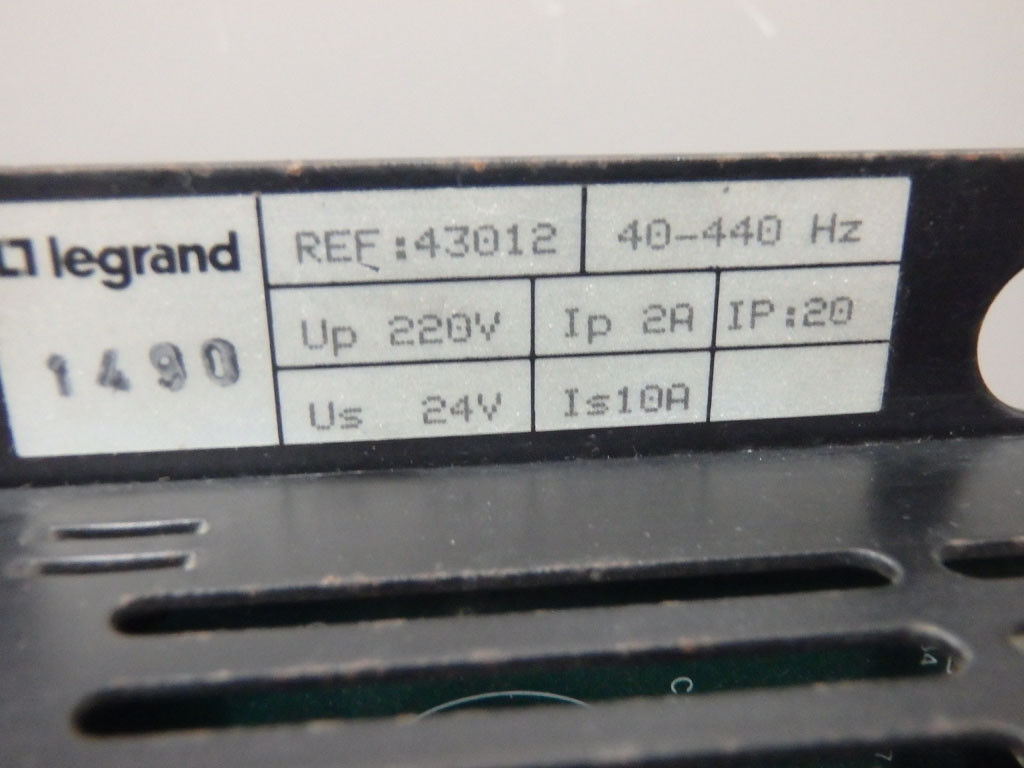 legrand
1490
REF:43012
40-440 Hz
Up 220V
Ip 2A
IP:20
Us 24V
Is10A
C